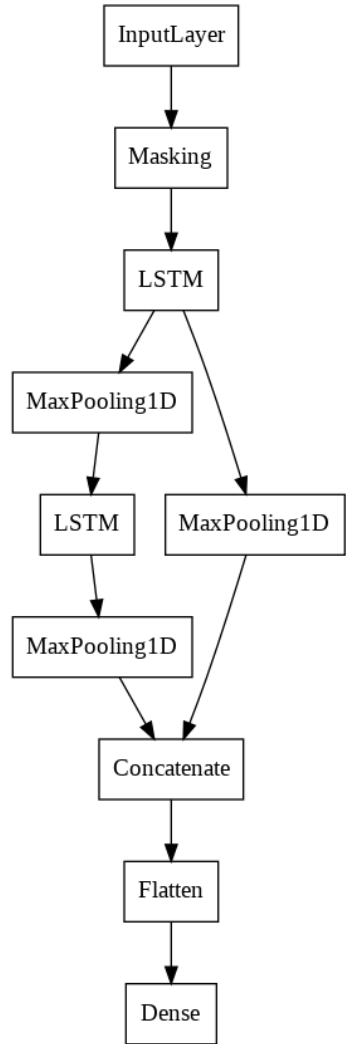 InputLayer
Masking
LSTM
MaxPooling1D
LSTM
MaxPooling1D
MaxPooling1D
Concatenate
Flatten
Dense